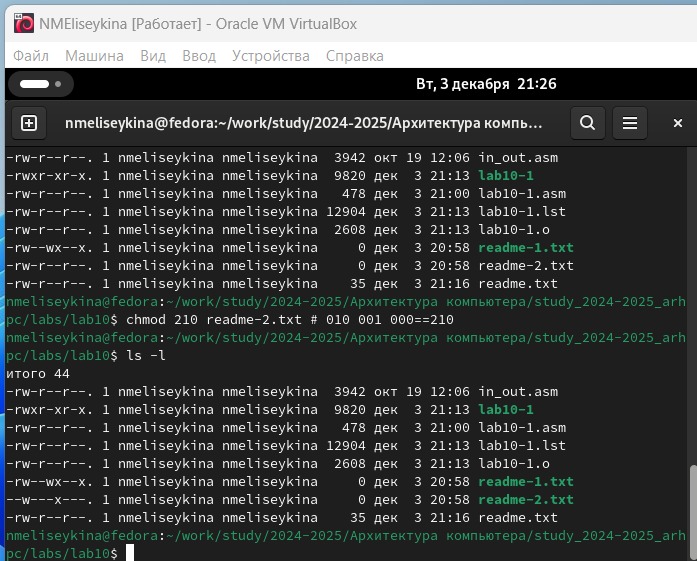 NMEliseykina [Работает] - Oracle VM VirtualBox
Файл Машина Вид Ввод Устройства Справка
Вт, 3 декабря 21:26
nmeliseykina@fedora:~/work/study/2024-2025/Архитектура компь...
-rw-r--r--. 1 nmeliseykina nmeliseykina 3942 окт 19 12:06 in_out.asm
-rwxr-xr-x. 1 nmeliseykina nmeliseykina 9820 дек 3 21:13 lab10-1
-rw-r--r--. 1 nmeliseykina nmeliseykina 478 дек 3 21:00 lab10-1.asm
-rw-r--r--. 1 nmeliseykina nmeliseykina 12904 дек 3 21:13 lab10-1.lst
-rw-r--r--. 1 nmeliseykina nmeliseykina 2608 дек 3 21:13 lab10-1.o
-rw--wx--x. 1 nmeliseykina nmeliseykina 0 дек 3 20:58 readme-1.txt
-rw-r--r--. 1 nmeliseykina nmeliseykina 0 дек 3 20:58 readme-2.txt
-rw-r--r--. 1 nmeliseykina nmeliseykina 35 дек 3 21:16 readme.txt
nmeliseykina@fedora:~/work/study/2024-2025/Архитектура компьютера/study_2024-2025_arh
pc/labs/lab10$ chmod 210 readme-2.txt # 010 001 000==210
nmeliseykina@fedora:~/work/study/2024-2025/Архитектура компьютера/study_2024-2025_arh
pc/labs/lab10$ ls -l
итого 44
-rw-r--r--. 1 nmeliseykina nmeliseykina 3942 окт 19 12:06 in_out.asm
-rwxr-xr-x. 1 nmeliseykina nmeliseykina 9820 дек 3 21:13 lab10-1
-rw-r--r--. 1 nmeliseykina nmeliseykina 478 дек 3 21:00 lab10-1.asm
-rw-r--r--. 1 nmeliseykina nmeliseykina 12904 дек 3 21:13 lab10-1.lst
-rw-r--r--. 1 nmeliseykina nmeliseykina 2608 дек 3 21:13 lab10-1.o
-rw--wx--x. 1 nmeliseykina nmeliseykina 0 дек 3 20:58 readme-1.txt
--w---x---. 1 nmeliseykina nmeliseykina 0 дек 3 20:58 readme-2.txt
-rw-r--r--. 1 nmeliseykina nmeliseykina 35 дек 3 21:16 readme.txt
nmeliseykina@fedora:~/work/study/2024-2025/Архитектура компьютера/study_2024-2025_arh
pc/labs/lab10$